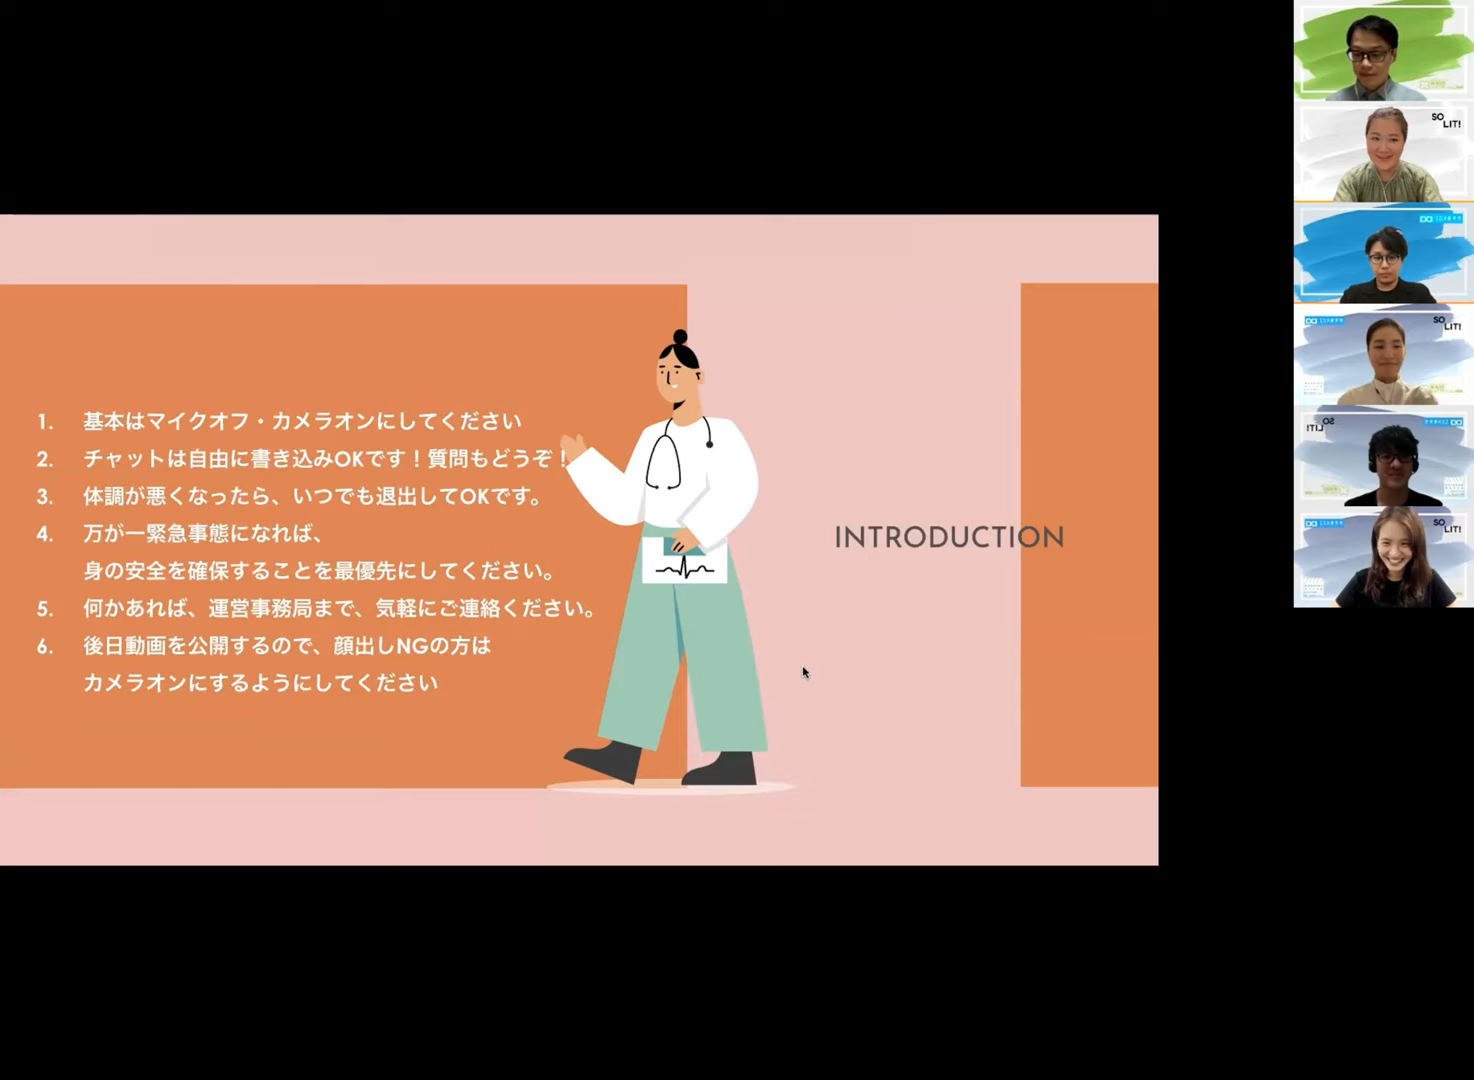 1. 基本はマイクオフ・カメラオンにしてください
2. チャットは自由に書き込みOKです！質問もどうぞ！
3. 体調が悪くなったら、いつでも退出してOKです。
4. 万が一緊急事態になれば、
身の安全を確保することを最優先にしてください。
5. 何かあれば、運営事務局まで、気軽にご連絡ください。
6. 後日動画を公開するので、顔出しNGの方は
カメラオンにするようにしてください
INTRODUCTION
SO
LIT!
SO
LIT!
SO
LIT!
SO
LIT!